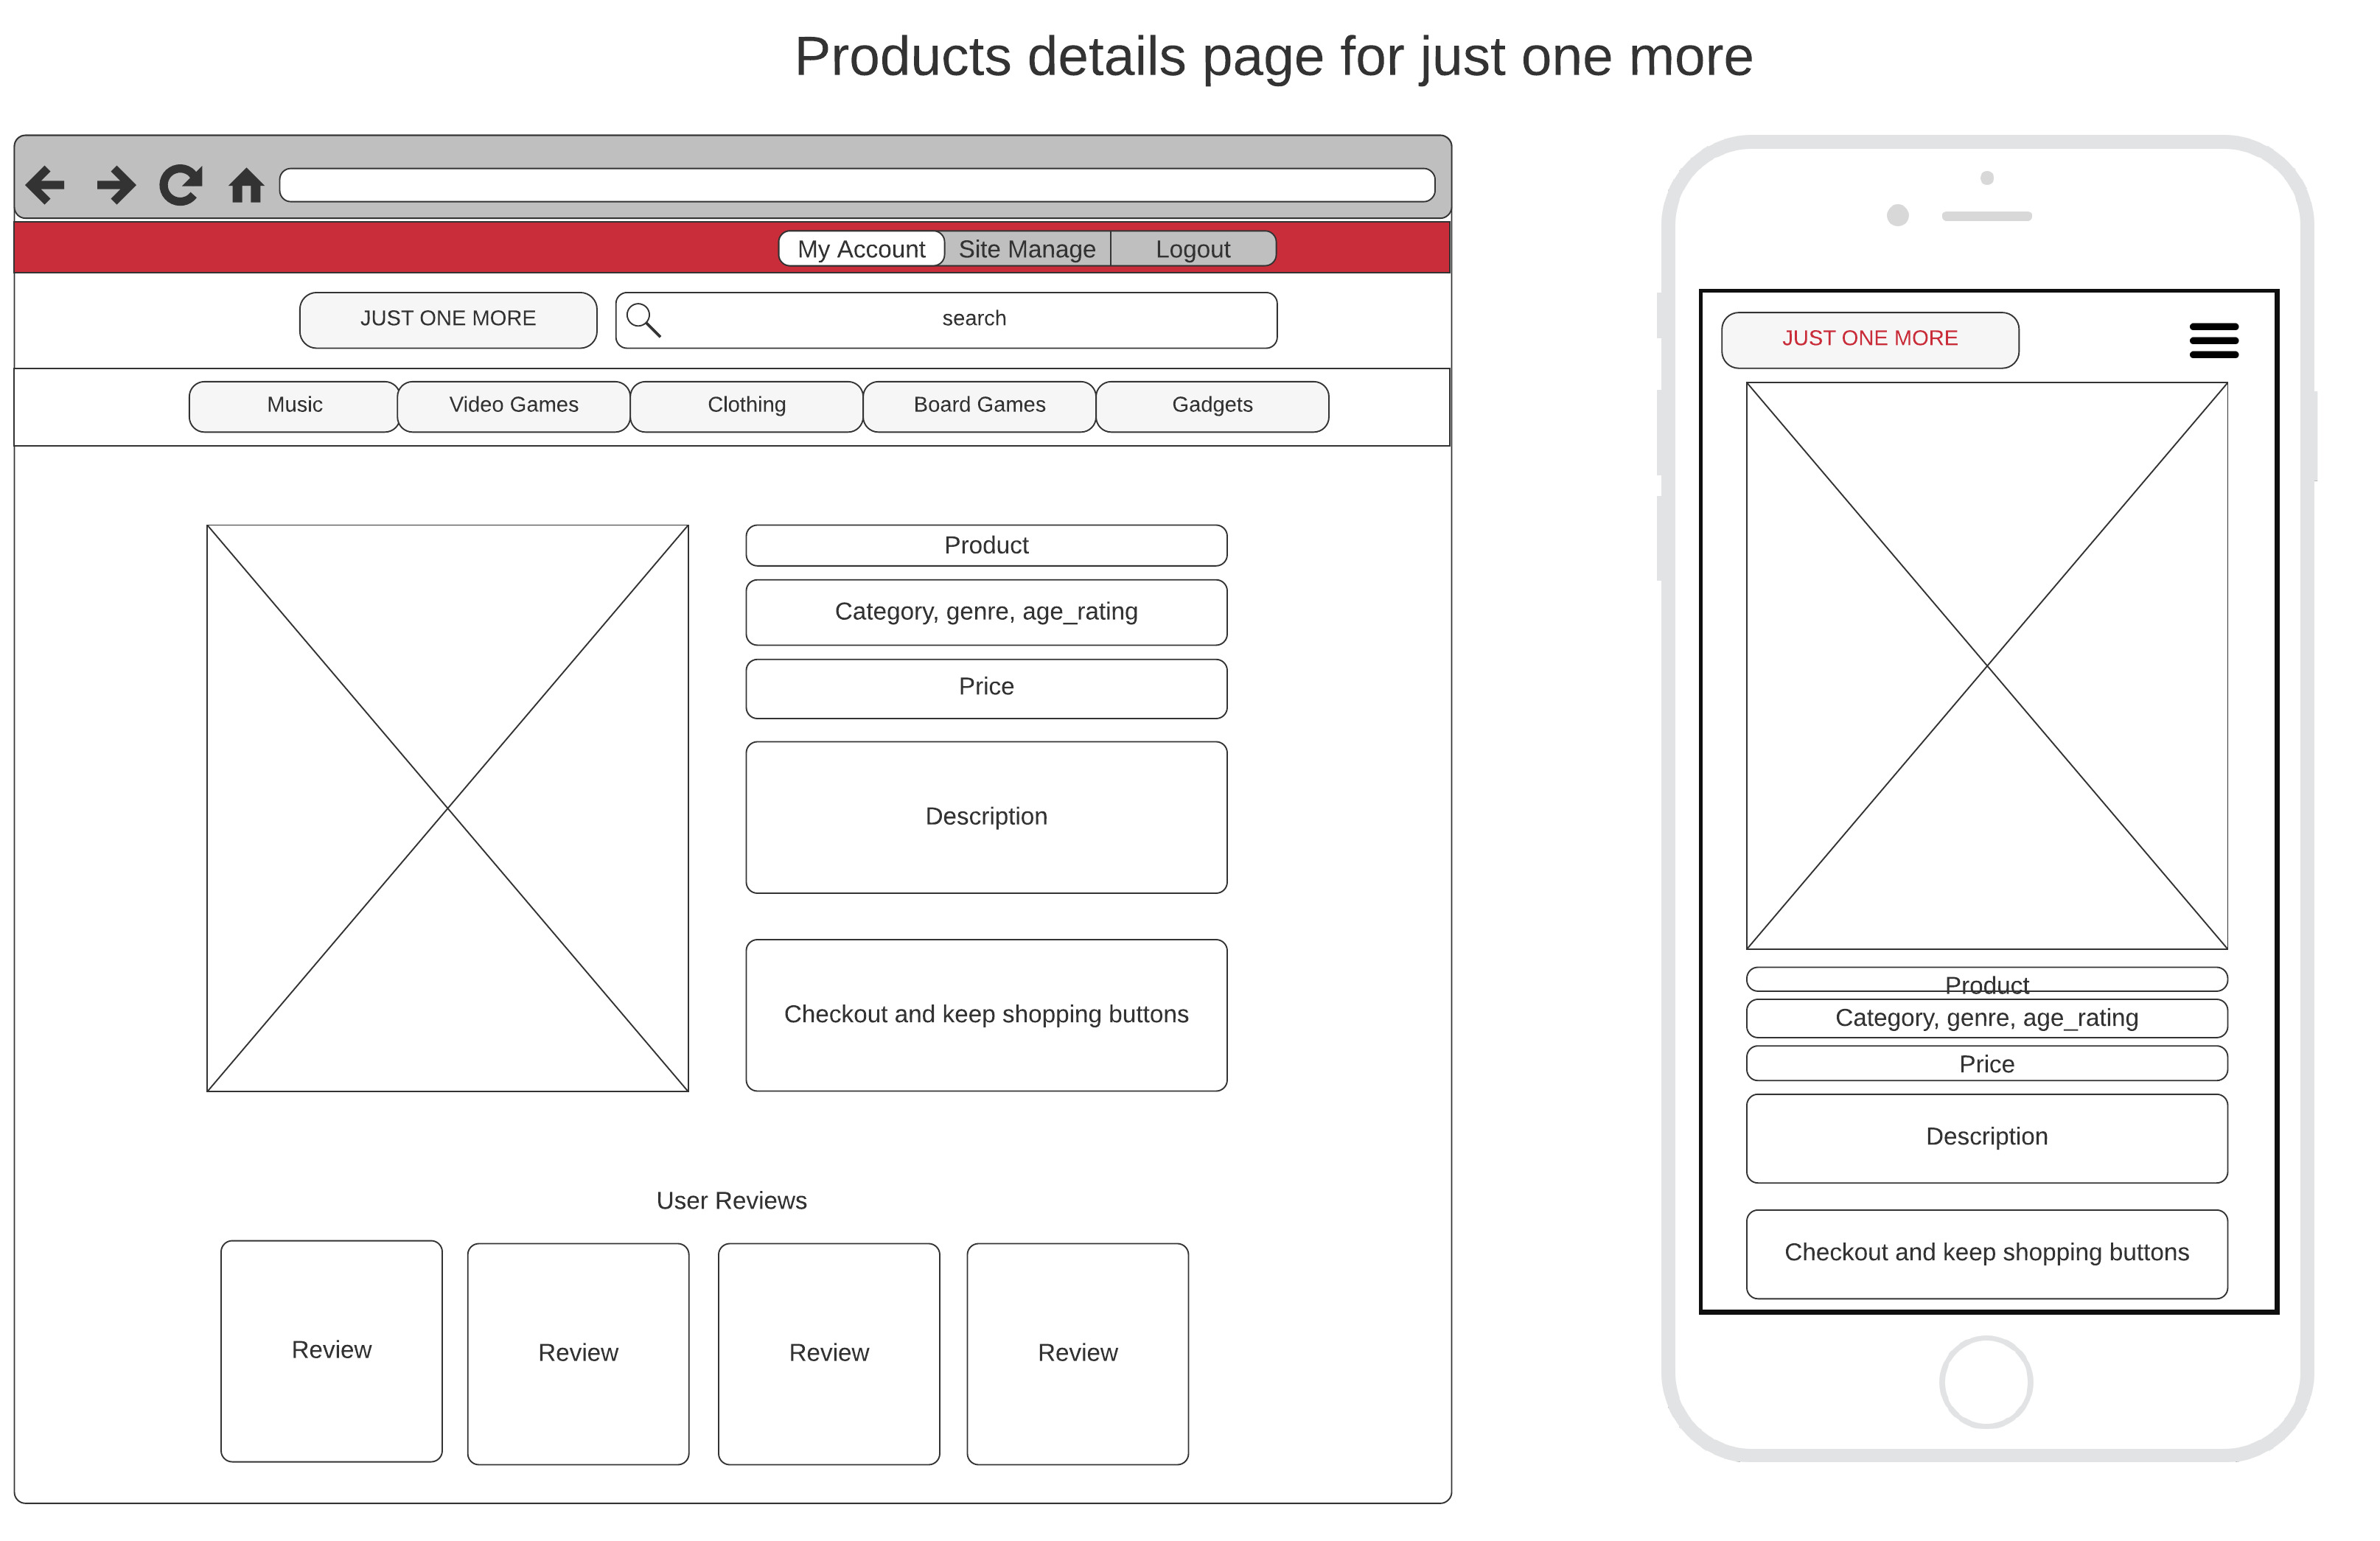 Products details page for just one more
My Account Site Manage Logout
JUST ONE MORE search
Music Video Games Clothing Board Games Gadgets
Product
Category, genre, age_rating
Price
Description
Checkout and keep shopping buttons
User Reviews
Review Review Review Review
JUST ONE MORE
Product
Category, genre, age_rating
Price
Description
Checkout and keep shopping buttons